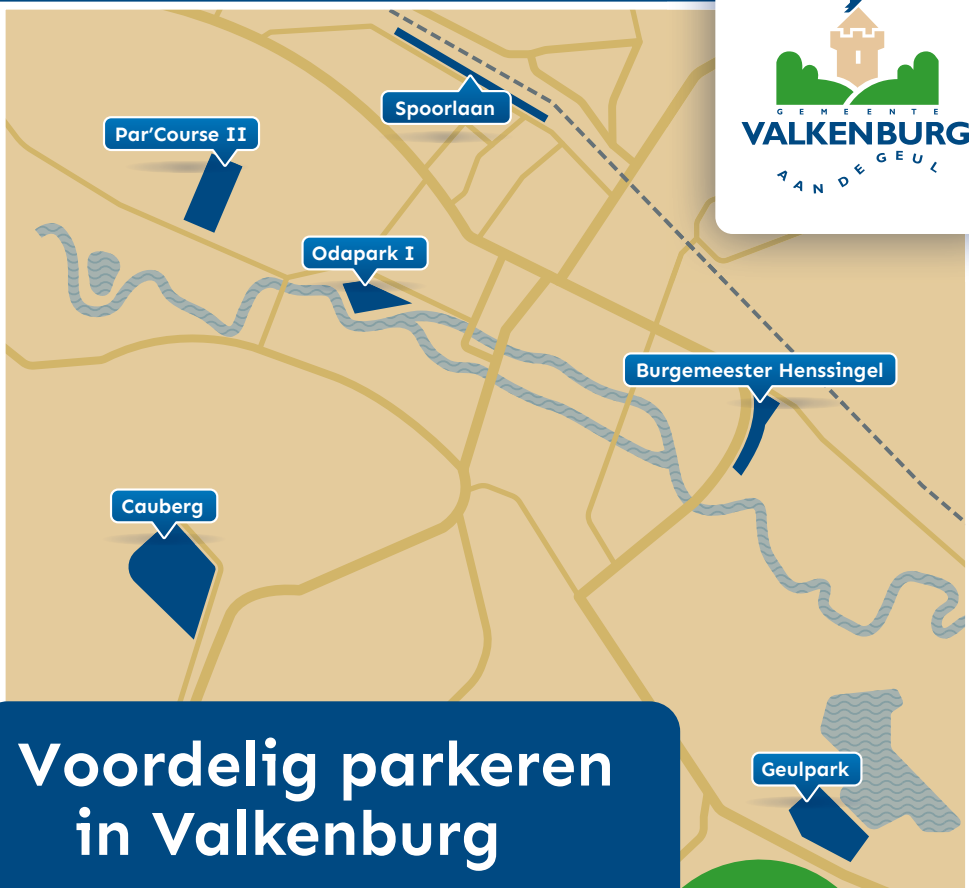 GEMEENTE
VALKENBURG
AAN DE GEUL
Spoorlaan
Par'Course II
Odapark I
Burgemeester Henssingel
Cauberg
Geulpark
Voordelig parkeren
in Valkenburg